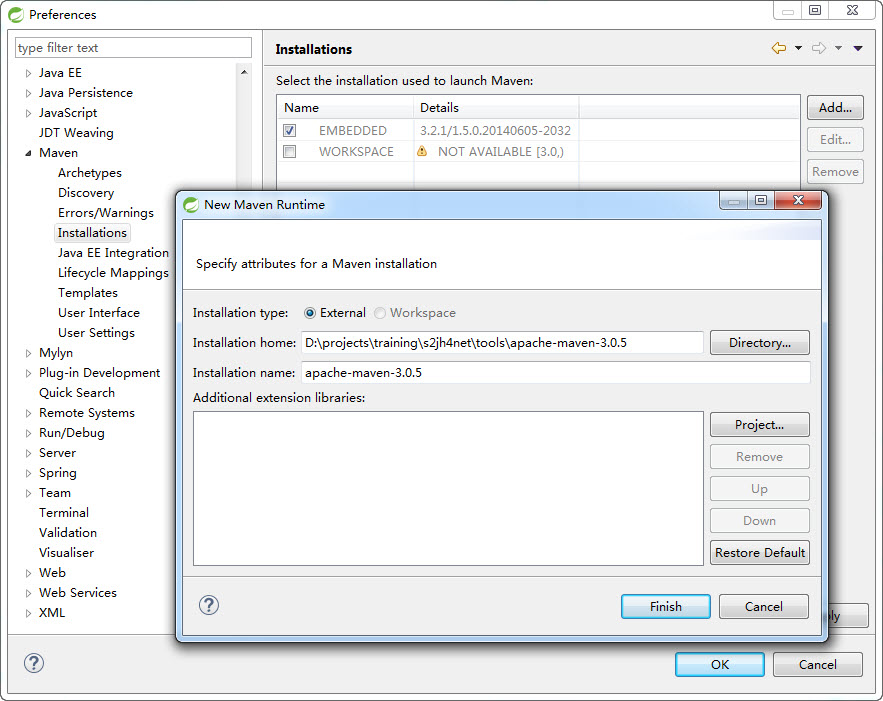 Preferences
type filter text
Java EE
Java Persistence
JavaScript
JDT Weaving
Maven
Archetypes
Discovery
Errors/Warnings
Installations
Java EE Integration
Lifecycle Mappings
Templates
User Interface
User Settings
Mylyn
Plug-in Development
Quick Search
Remote Systems
Run/Debug
Server
Spring
Team
Terminal
Validation
Visualiser
Web
Web Services
XML
Installations
Select the installation used to launch Maven:
Name Details
EMBEDDED 3.2.1/1.5.0.20140605-2032
WORKSPACE NOT AVAILABLE [3.0,)
Add...
Edit...
Remove
New Maven Runtime
Specify attributes for a Maven installation
Installation type: External Workspace
Installation home: D:\projects\training\s2jh4net\tools\apache-maven-3.0.5 Directory...
Installation name: apache-maven-3.0.5
Additional extension libraries:
Project...
Remove
Up
Down
Restore Default
Finish Cancel
ly
OK Cancel